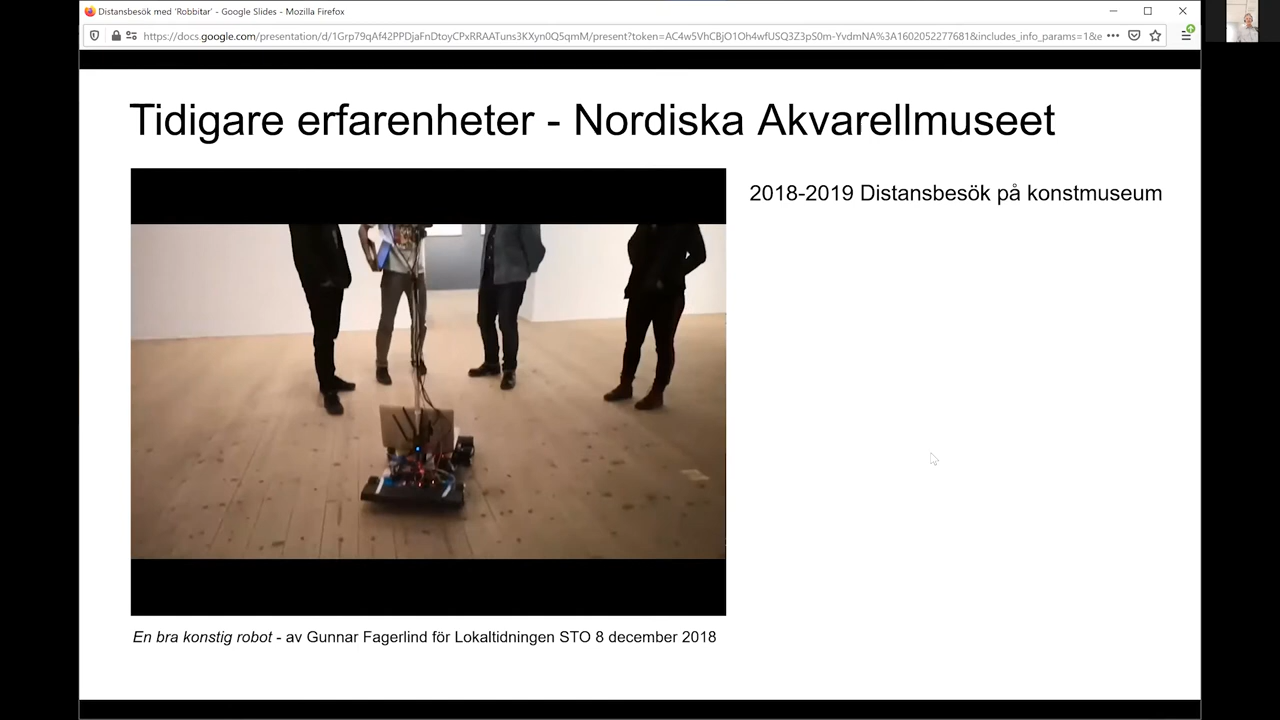 Distansbesök med 'Robbitar' - Google Slides - Mozilla Firefox
https://docs.google.com/presentation/d/1Grp79qAf42PPDjaFnDtoyCPxRRAATuns3KXyn0Q5qmM/present?token=AC4w5VhCBjO1Oh4wfUSQ3Z3pS0m-YvdmNA%3A1602052277681&includes_info_params=1&e
Tidigare erfarenheter - Nordiska Akvarellmuseet
2018-2019 Distansbesök på konstmuseum
En bra konstig robot - av Gunnar Fagerlind för Lokaltidningen STO 8 december 2018